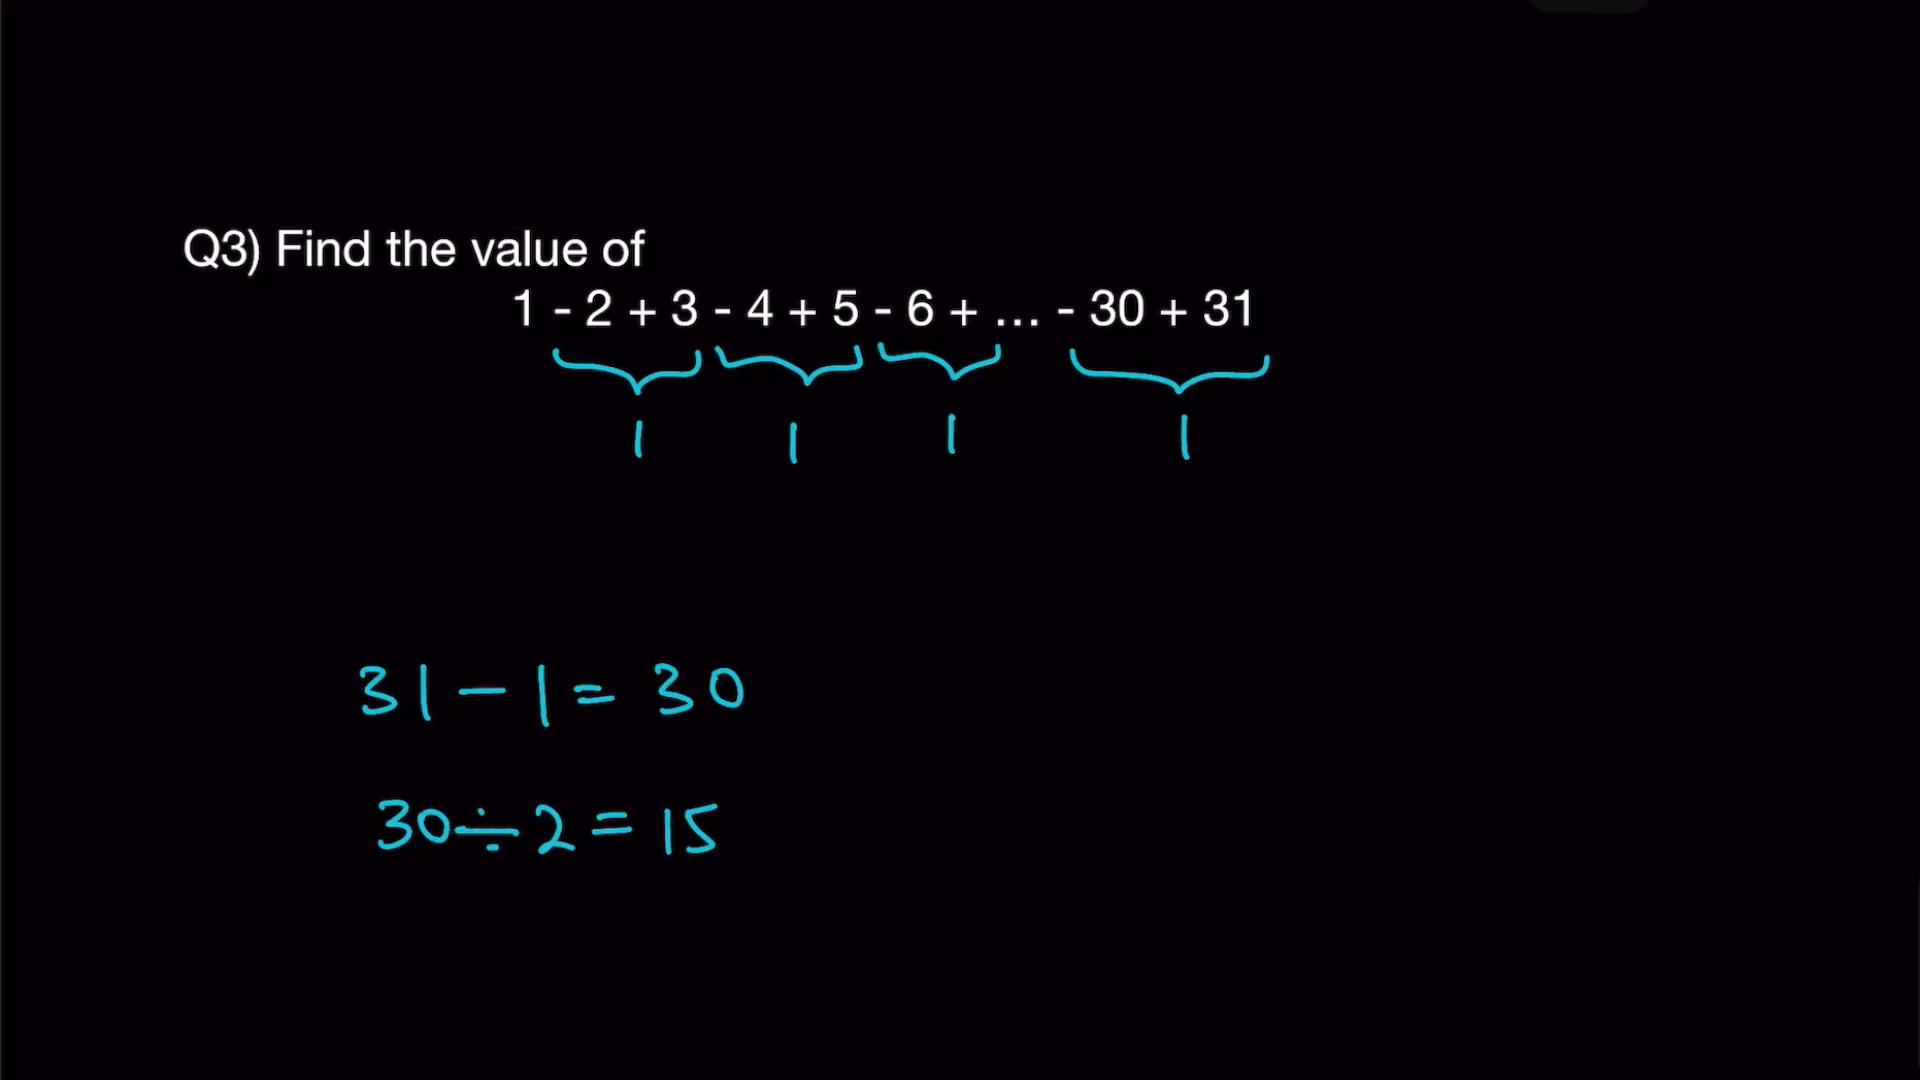 Q3) Find the value of
1 - 2 + 3 - 4 + 5 - 6 + ... - 30 + 31
1 1 1 1
31 - 1 = 30
30 ÷ 2 = 15